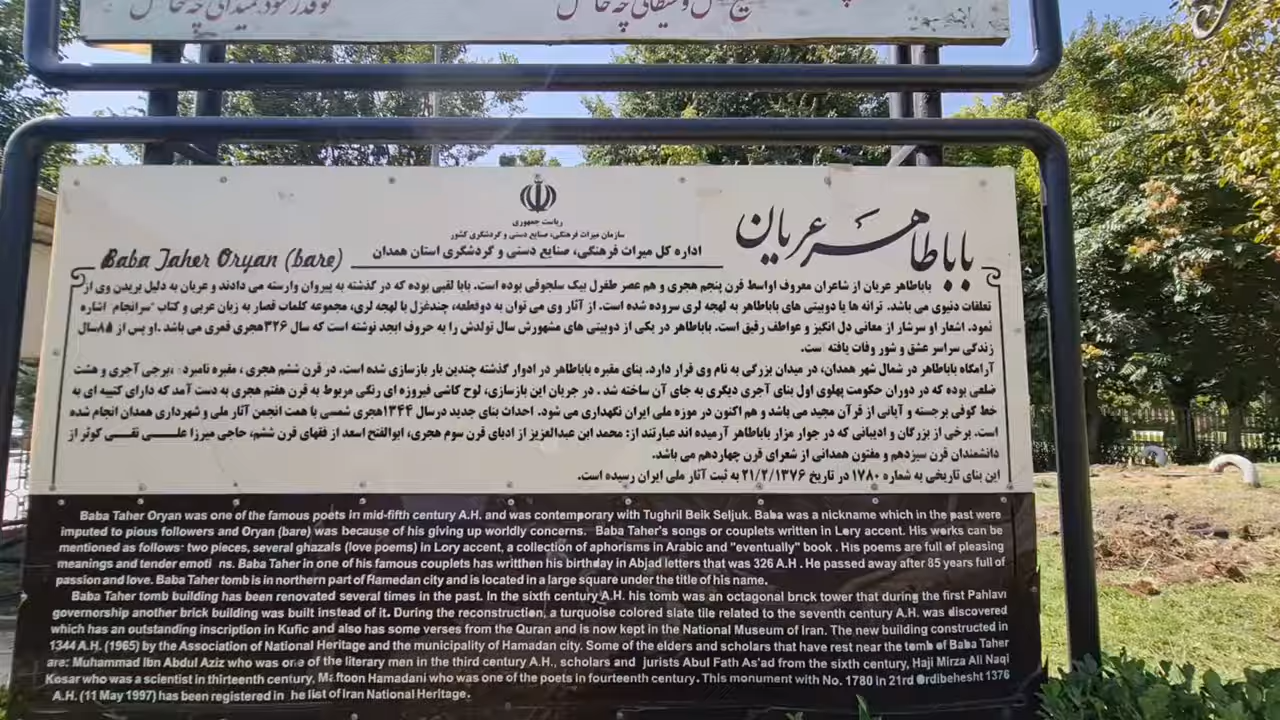 تو قدر خود نمیدانی چه حاصل
ریاست جمهوری
سازمان میراث فرهنگی، صنایع دستی و گردشگری کشور
اداره کل میراث فرهنگی، صنایع دستی و گردشگری استان همدان
باباطاهر عریان
Baba Taher Oryan (bare)
باباطاهر عریان از شاعران معروف اواسط قرن پنجم هجری و هم عصر طغرل بیک سلجوقی بوده است. بابا لقبی بوده که در گذشته به پیروان وارسته می دادند و عریان به دلیل بریدن وی از
تعلقات دنیوی می باشد. ترانه ها یا دوبیتی های باباطاهر به لهجه لری سروده شده است. از آثار وی می توان به دوقطعه، چندغزل با لهجه لری، مجموعه کلمات قصار به زبان عربی و کتاب "سرانجام" اشاره
نمود. اشعار او سرشار از معانی دل انگیز و عواطف رقیق است. باباطاهر در یکی از دوبیتی های مشهورش سال تولدش را به حروف ابجد نوشته است که سال ۳۲۶هجری قمری می باشد .او پس از ۸۵سال
زندگی سراسر عشق و شور وفات یافته است.
آرامگاه باباطاهر در شمال شهر همدان، در میدان بزرگی به نام وی قرار دارد. بنای مقبره باباطاهر در ادوار گذشته چندین بار بازسازی شده است. در قرن ششم هجری ، مقبره نامبرده ،برجی آجری و هشت
ضلعی بوده که در دوران حکومت پهلوی اول بنای آجری دیگری به جای آن ساخته شد . در جریان این بازسازی، لوح کاشی فیروزه ای رنگی مربوط به قرن هفتم هجری به دست آمد که دارای کتیبه ای به
خط کوفی برجسته و آیاتی از قرآن مجید می باشد و هم اکنون در موزه ملی ایران نگهداری می شود. احداث بنای جدید درسال ۱۳۴۴هجری شمسی با همت انجمن آثار ملی و شهرداری همدان انجام شده
است. برخی از بزرگان و ادیبانی که در جوار مزار باباطاهر آرمیده اند عبارتند از: محمد ابن عبدالعزیز از ادبای قرن سوم هجری، ابوالفتح اسعد از فقهای قرن ششم، حاجی میرزا علی نقی کوثر از
دانشمندان قرن سیزدهم و مفتون همدانی از شعرای قرن چهاردهم می باشد.
این بنای تاریخی به شماره ۱۷۸۰ در تاریخ ۲۱/۲/۱۳۷۶ به ثبت آثار ملی ایران رسیده است.
Baba Taher Oryan was one of the famous poets in mid-fifth century A.H. and was contemporary with Tughril Beik Seljuk. Baba was a nickname which in the past were
imputed to pious followers and Oryan (bare) was because of his giving up worldly concerns. Baba Taher's songs or couplets written in Lory accent. His works can be
mentioned as follows: two pieces, several ghazals (love poems) in Lory accent, a collection of aphorisms in Arabic and "eventually" book . His poems are full of pleasing
meanings and tender emoti ns. Baba Taher in one of his famous couplets has writthen his birthday in Abjad letters that was 326 A.H . He passed away after 85 years full of
passion and love. Baba Taher tomb is in northern part of Hamedan city and is located in a large square under the title of his name.
Baba Taher tomb building has been renovated several times in the past. In the sixth century A.H. his tomb was an octagonal brick tower that during the first Pahlavi
governorship another brick building was built instead of it. During the reconstruction, a turquoise colored slate tile related to the seventh century A.H. was discovered
which has an outstanding inscription in Kufic and also has some verses from the Quran and is now kept in the National Museum of Iran. The new building constructed in
1344 A.H. (1965) by the Association of National Heritage and the municipality of Hamadan city. Some of the elders and scholars that have rest near the tomb of Baba Taher
are: Muhammad Ibn Abdul Aziz who was one of the literary men in the third century A.H., scholars and jurists Abul Fath As'ad from the sixth century, Haji Mirza Ali Naqi
Kosar who was a scientist in thirteenth century, Maftoon Hamadani who was one of the poets in fourteenth century. This monument with No. 1780 in 21rd Ordibehesht 1376
A.H. (11 May 1997) has been registered in he list of Iran National Heritage.